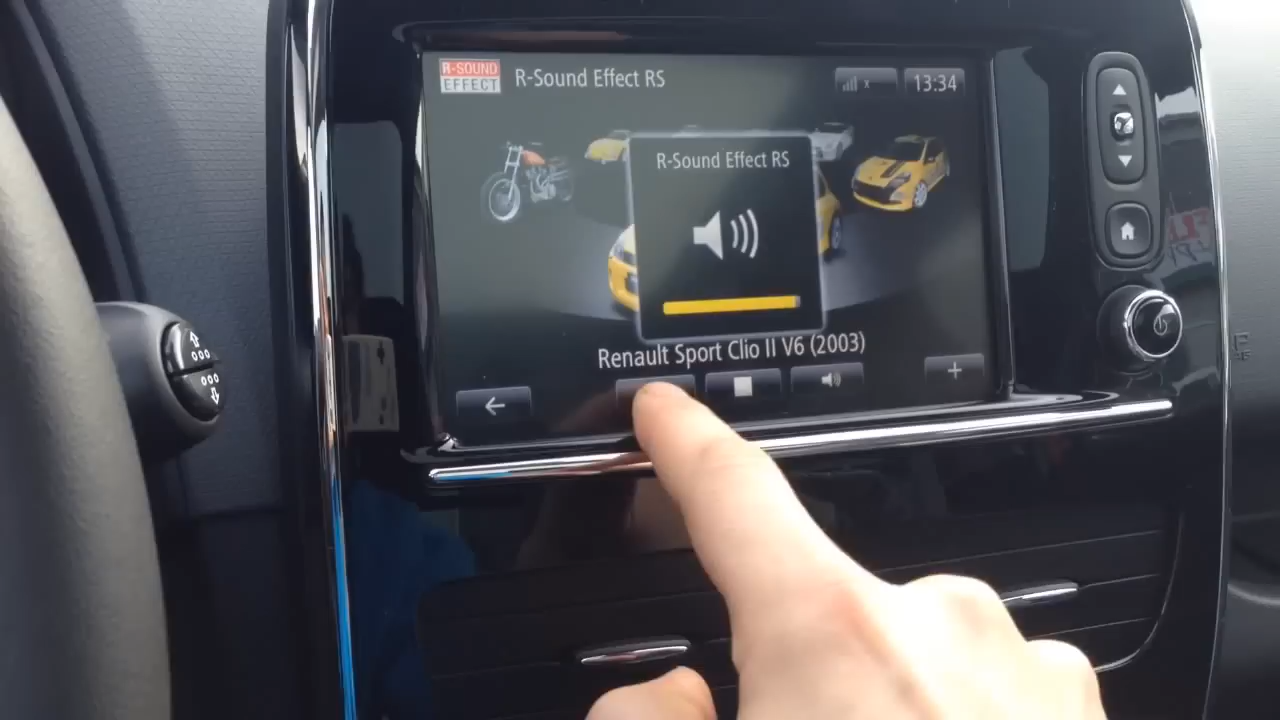 R-SOUND
EFFECT
R-Sound Effect RS
x
13:34
R-Sound Effect RS
Renault Sport Clio II V6 (2003)